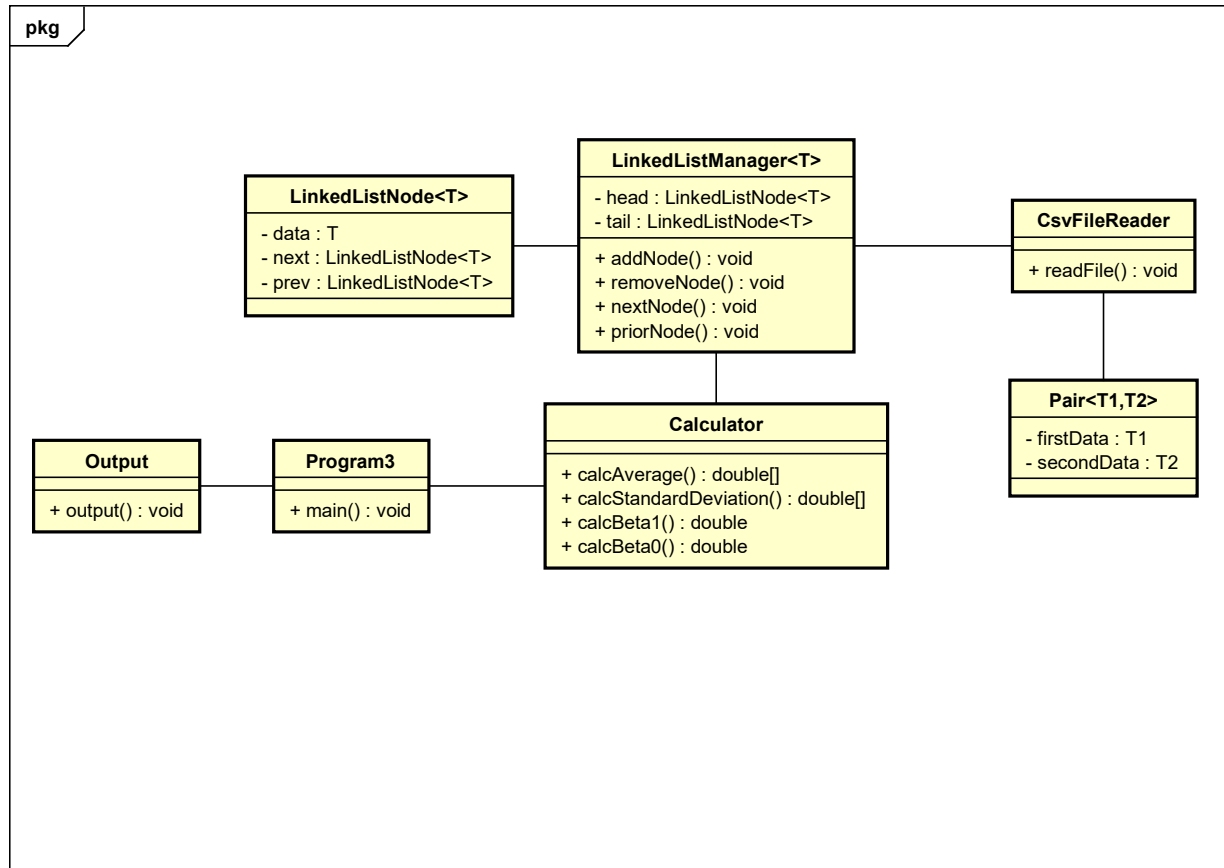 pkg
LinkedListNode<T>
- data : T
- next : LinkedListNode<T>
- prev : LinkedListNode<T>
LinkedListManager<T>
- head : LinkedListNode<T>
- tail : LinkedListNode<T>
+ addNode() : void
+ removeNode() : void
+ nextNode() : void
+ priorNode() : void
CsvFileReader
+ readFile() : void
Pair<T1,T2>
- firstData : T1
- secondData : T2
Output
+ output() : void
Program3
+ main() : void
Calculator
+ calcAverage() : double[]
+ calcStandardDeviation() : double[]
+ calcBeta1() : double
+ calcBeta0() : double